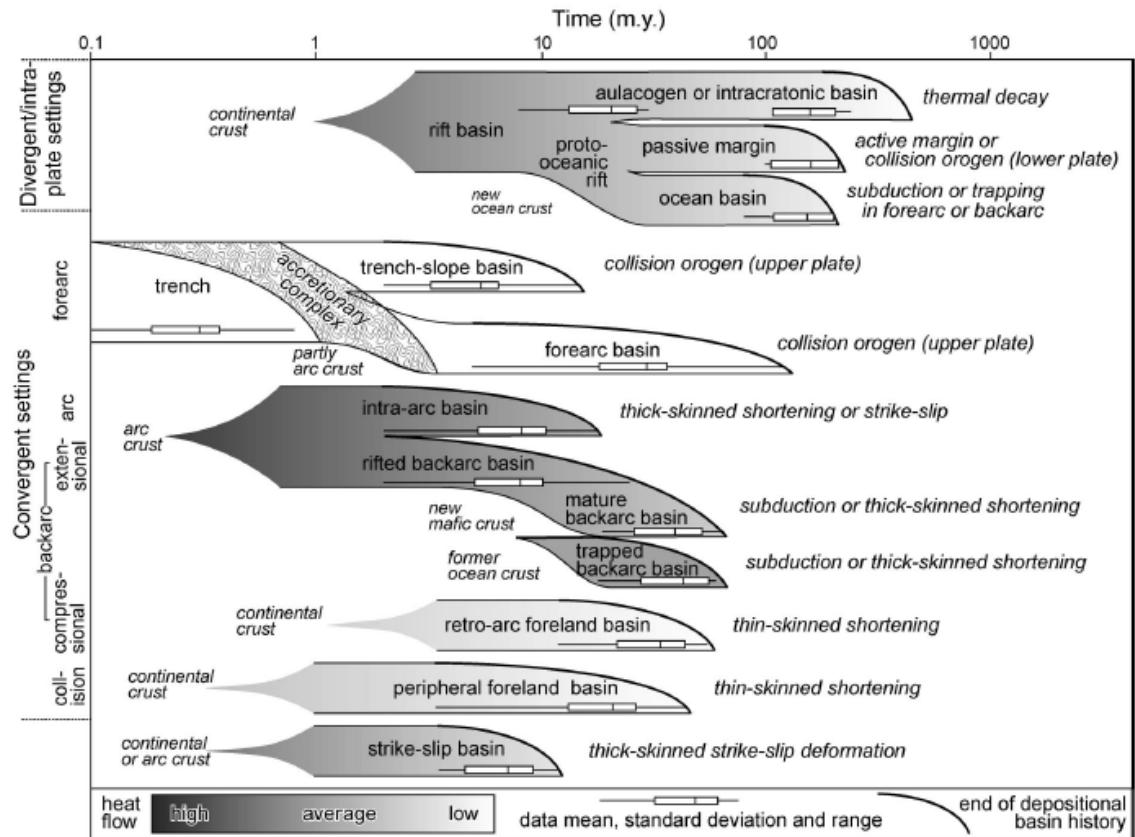 Time (m.y.)
0.1 1 10 100 1000
Divergent/intra-
plate settings
continental
crust
rift basin
aulacogen or intracratonic basin
thermal decay
proto-
oceanic
rift
passive margin
active margin or
collision orogen (lower plate)
new
ocean crust
ocean basin
subduction or trapping
in forearc or backarc
Convergent settings
forearc
trench
accretionary
complex
trench-slope basin
collision orogen (upper plate)
partly
arc crust
forearc basin
collision orogen (upper plate)
arc
arc
crust
intra-arc basin
thick-skinned shortening or strike-slip
backarc
exten-
sional
rifted backarc basin
new
mafic crust
mature
backarc basin
subduction or thick-skinned shortening
former
ocean crust
trapped
backarc basin
subduction or thick-skinned shortening
compres-
sional
continental
crust
retro-arc foreland basin
thin-skinned shortening
coll-
ision
continental
crust
peripheral foreland basin
thin-skinned shortening
continental
or arc crust
strike-slip basin
thick-skinned strike-slip deformation
heat
flow
high average low
data mean, standard deviation and range
end of depositional
basin history